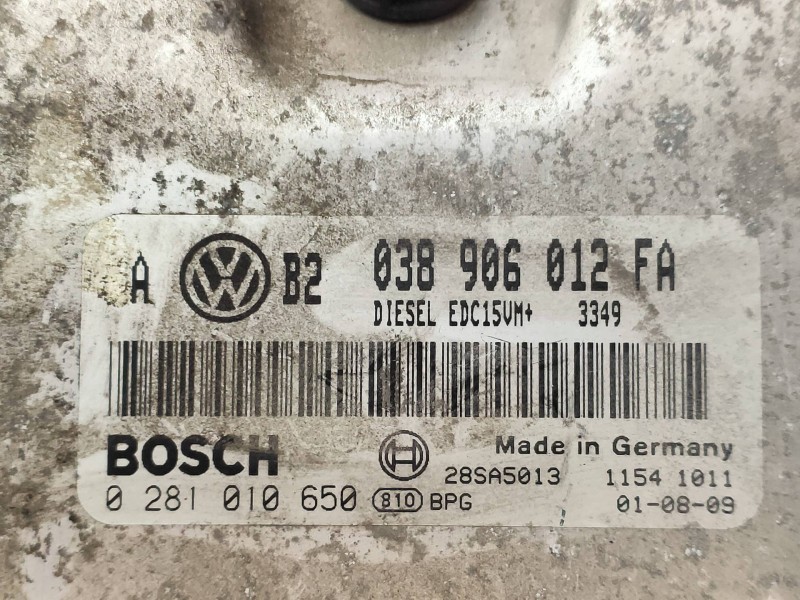 A B2 038 906 012 FA
DIESEL EDC15VM+ 3349
BOSCH Made in Germany
28SA5013 1154 1011
0 281 010 650 810 BPG 01-08-09